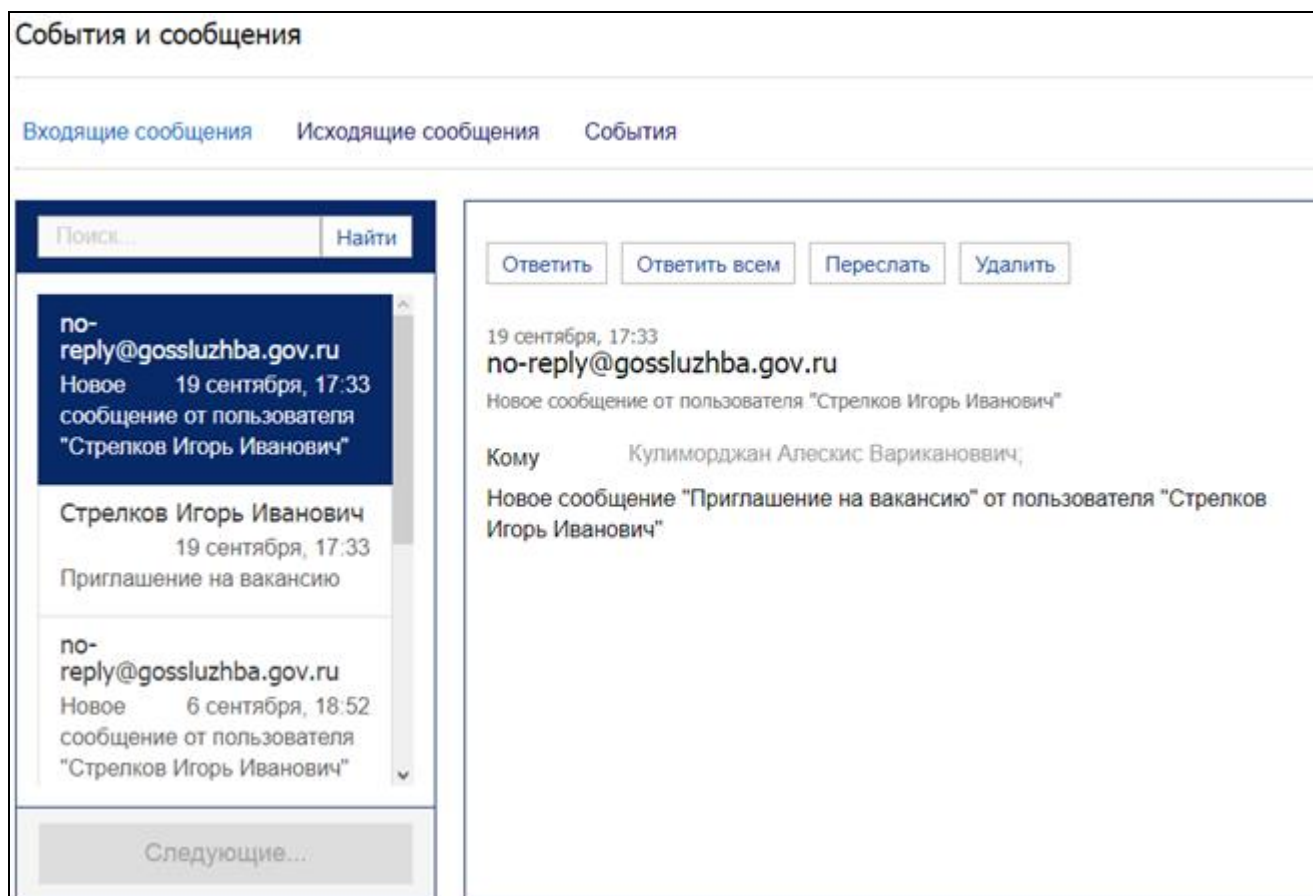 События и сообщения
Входящие сообщения Исходящие сообщения События
Поиск... Найти
no-
reply@gossluzhba.gov.ru
Новое 19 сентября, 17:33
сообщение от пользователя
"Стрелков Игорь Иванович"
Стрелков Игорь Иванович
19 сентября, 17:33
Приглашение на вакансию
no-
reply@gossluzhba.gov.ru
Новое 6 сентября, 18:52
сообщение от пользователя
"Стрелков Игорь Иванович"
Следующие...
Ответить Ответить всем Переслать Удалить
19 сентября, 17:33
no-reply@gossluzhba.gov.ru
Новое сообщение от пользователя "Стрелков Игорь Иванович"
Кому Кулиморджан Алескис Варикановвич;
Новое сообщение "Приглашение на вакансию" от пользователя "Стрелков
Игорь Иванович"